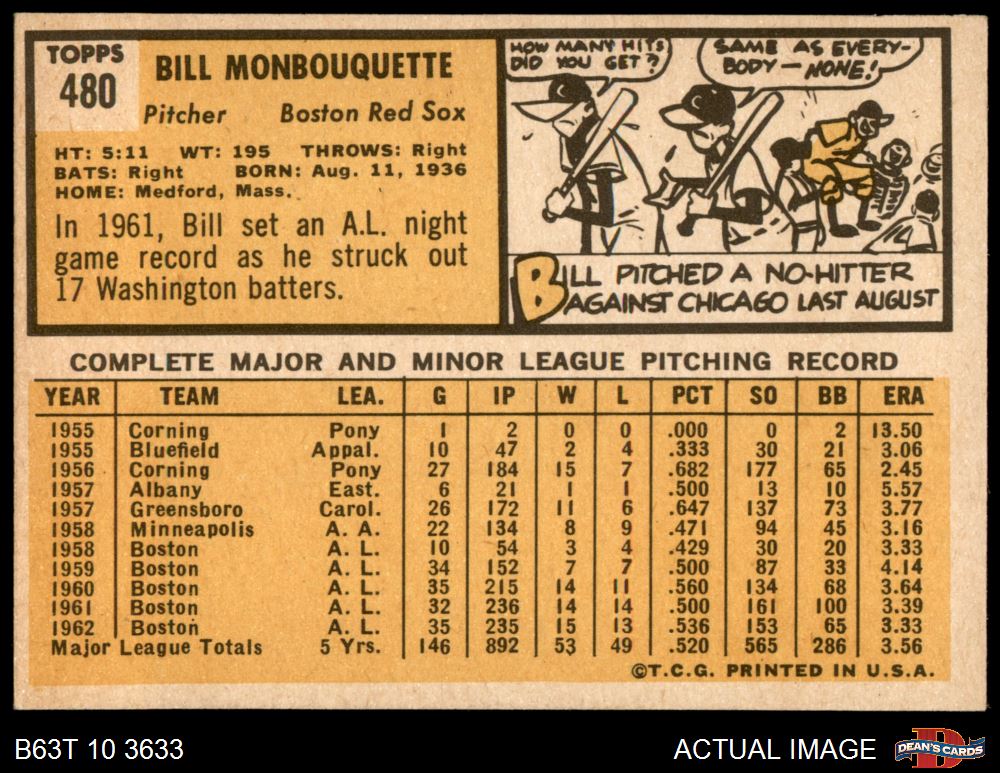 TOPPS
480
BILL MONBOUQUETTE
Pitcher Boston Red Sox
HT: 5:11 WT: 195 THROWS: Right
BATS: Right BORN: Aug. 11, 1936
HOME: Medford, Mass.
In 1961, Bill set an A.L. night
game record as he struck out
17 Washington batters.
HOW MANY HITS
DID YOU GET?
SAME AS EVERY-
BODY — NONE!
BILL PITCHED A NO-HITTER
AGAINST CHICAGO LAST AUGUST
COMPLETE MAJOR AND MINOR LEAGUE PITCHING RECORD
YEAR TEAM LEA. G IP W L PCT SO BB ERA
1955 Corning Pony 1 2 0 0 .000 0 2 13.50
1955 Bluefield Appal. 10 47 2 4 .333 30 21 3.06
1956 Corning Pony 27 184 15 7 .682 177 65 2.45
1957 Albany East. 6 21 1 1 .500 13 10 5.57
1957 Greensboro Carol. 26 172 11 6 .647 137 73 3.77
1958 Minneapolis A. A. 22 134 8 9 .471 94 45 3.16
1958 Boston A. L. 10 54 3 4 .429 30 20 3.33
1959 Boston A. L. 34 152 7 7 .500 87 33 4.14
1960 Boston A. L. 35 215 14 11 .560 134 68 3.64
1961 Boston A. L. 32 236 14 14 .500 161 100 3.39
1962 Boston A. L. 35 235 15 13 .536 153 65 3.33
Major League Totals 5 Yrs. 146 892 53 49 .520 565 286 3.56
©T.C.G. PRINTED IN U.S.A.
B63T 10 3633
ACTUAL IMAGE
DEAN'S CARDS